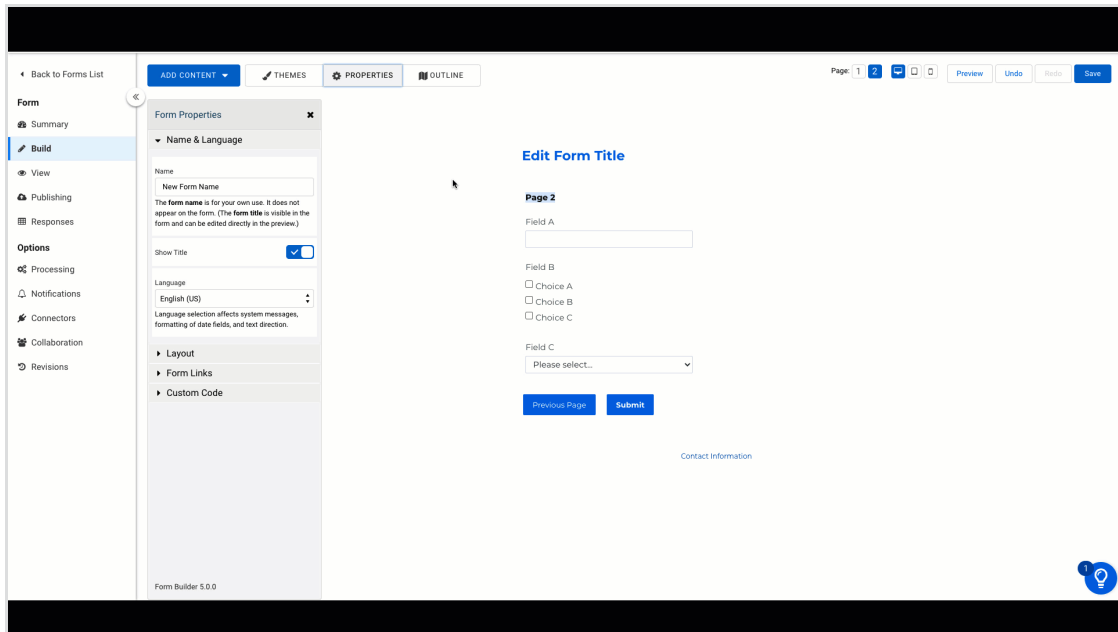 Back to Forms List
ADD CONTENT
THEMES
PROPERTIES
OUTLINE
Page: 1 2
Preview
Undo
Redo
Save
Form
Summary
Build
View
Publishing
Responses
Options
Processing
Notifications
Connectors
Collaboration
Revisions
Form Properties
Name & Language
Name
New Form Name
The form name is for your own use. It does not
appear on the form. (The form title is visible in the
form and can be edited directly in the preview.)
Show Title
Language
English (US)
Language selection affects system messages,
formatting of date fields, and text direction.
Layout
Form Links
Custom Code
Form Builder 5.0.0
Edit Form Title
Page 2
Field A
Field B
Choice A
Choice B
Choice C
Field C
Please select...
Previous Page
Submit
Contact Information
1